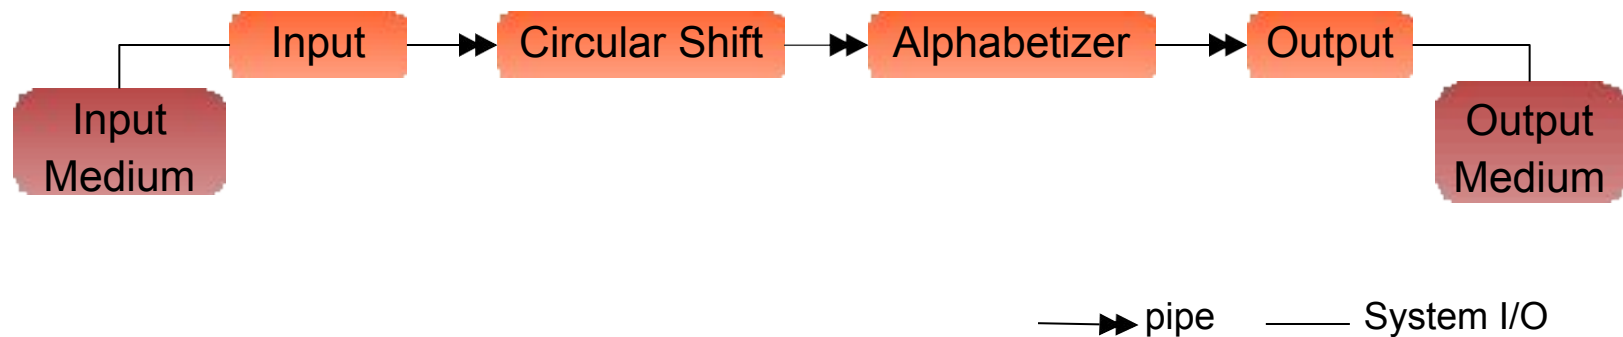 Input
Circular Shift
Alphabetizer
Output
Input
Medium
Output
Medium
pipe
System I/O